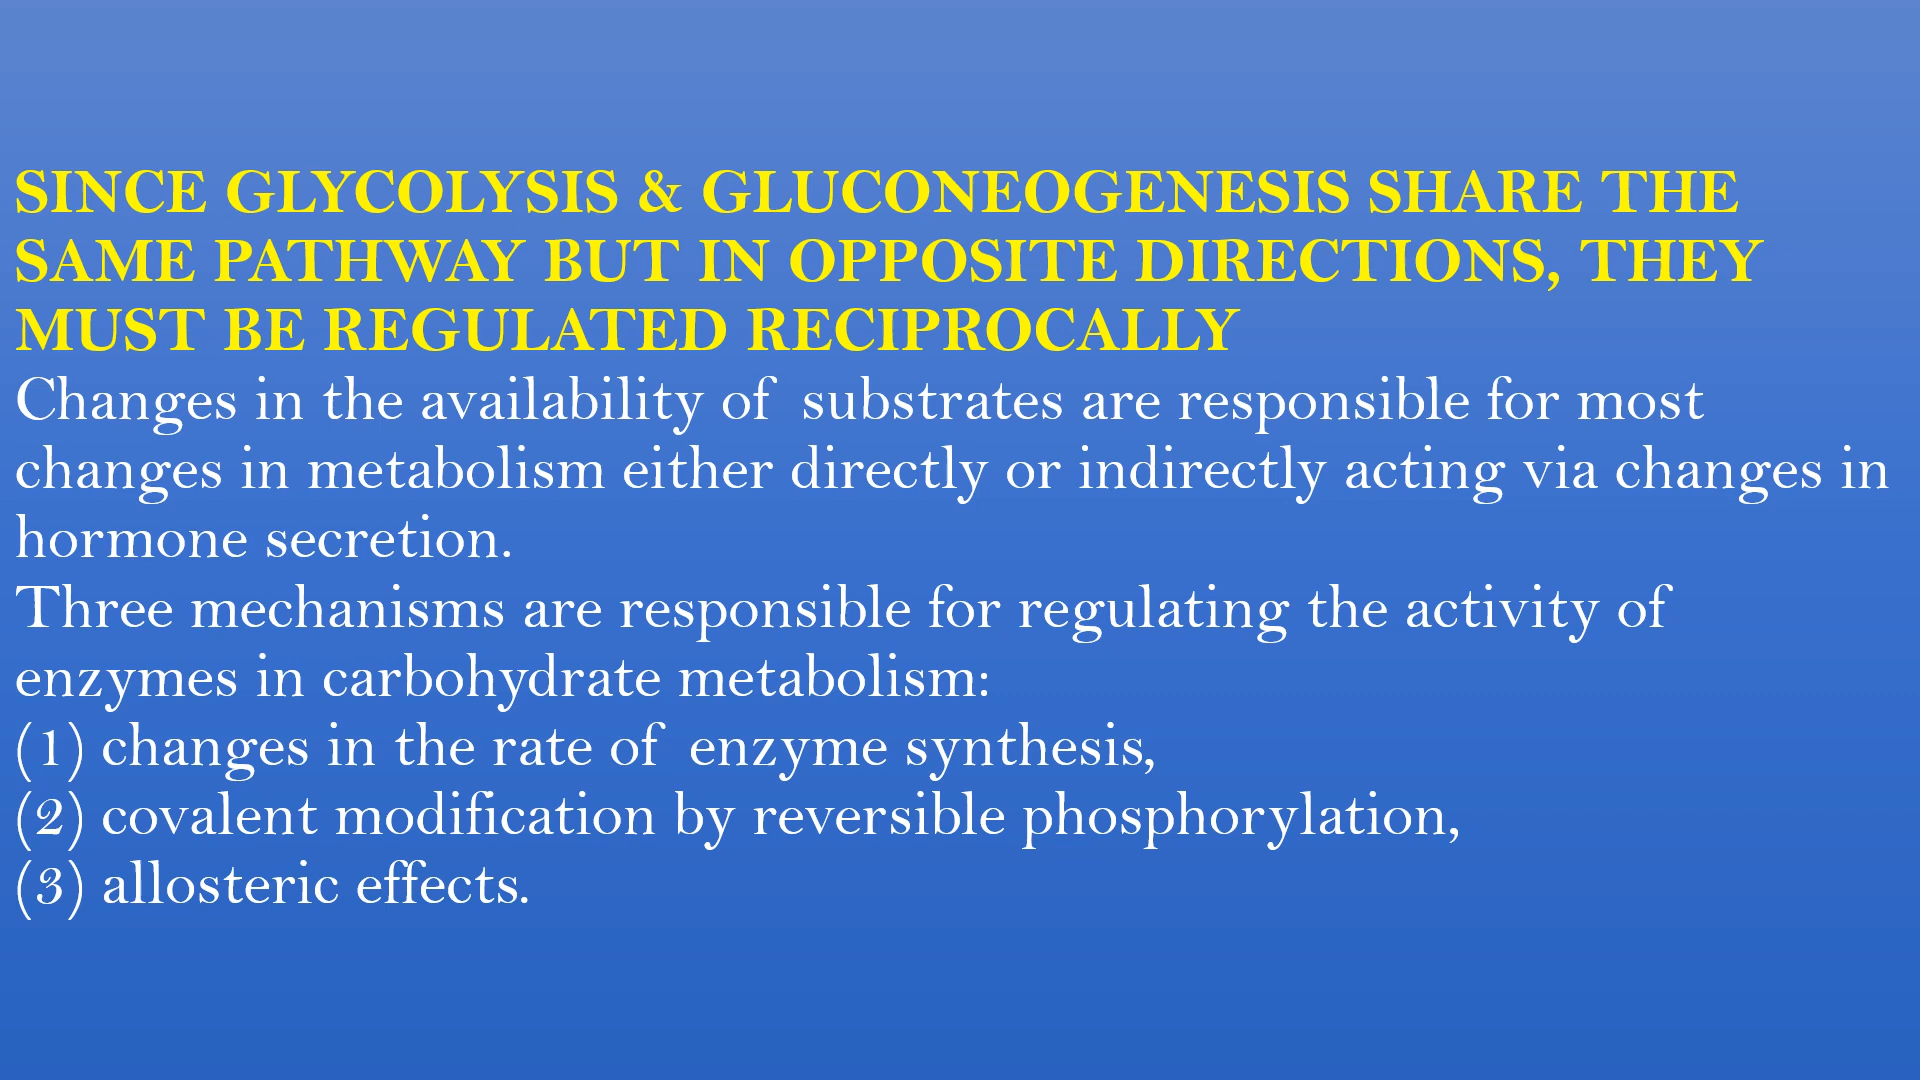 SINCE GLYCOLYSIS & GLUCONEOGENESIS SHARE THE
SAME PATHWAY BUT IN OPPOSITE DIRECTIONS, THEY
MUST BE REGULATED RECIPROCALLY
Changes in the availability of substrates are responsible for most
changes in metabolism either directly or indirectly acting via changes in
hormone secretion.
Three mechanisms are responsible for regulating the activity of
enzymes in carbohydrate metabolism:
(1) changes in the rate of enzyme synthesis,
(2) covalent modification by reversible phosphorylation,
(3) allosteric effects.